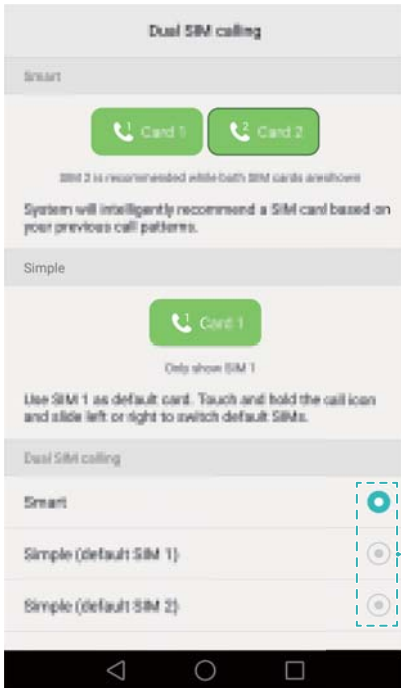 Dual SIM calling
Smart
1 Card 1 2 Card 2
SIM 2 is recommended while both SIM cards are shown
System will intelligently recommend a SIM card based on
your previous call patterns.
Simple
1 Card 1
Only show SIM 1
Use SIM 1 as default card. Touch and hold the call icon
and slide left or right to switch default SIMs.
Dual SIM calling
Smart
Simple (default SIM 1)
Simple (default SIM 2)